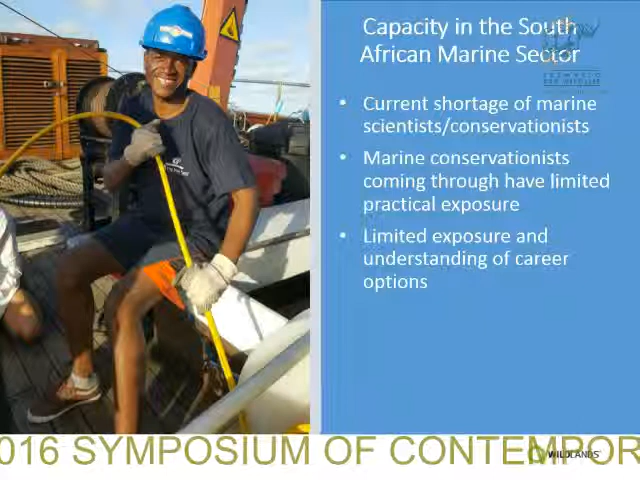 Capacity in the South
African Marine Sector
• Current shortage of marine
scientists/conservationists
• Marine conservationists
coming through have limited
practical exposure
• Limited exposure and
understanding of career
options
016 SYMPOSIUM OF CONTEMPOR
WILDLANDS